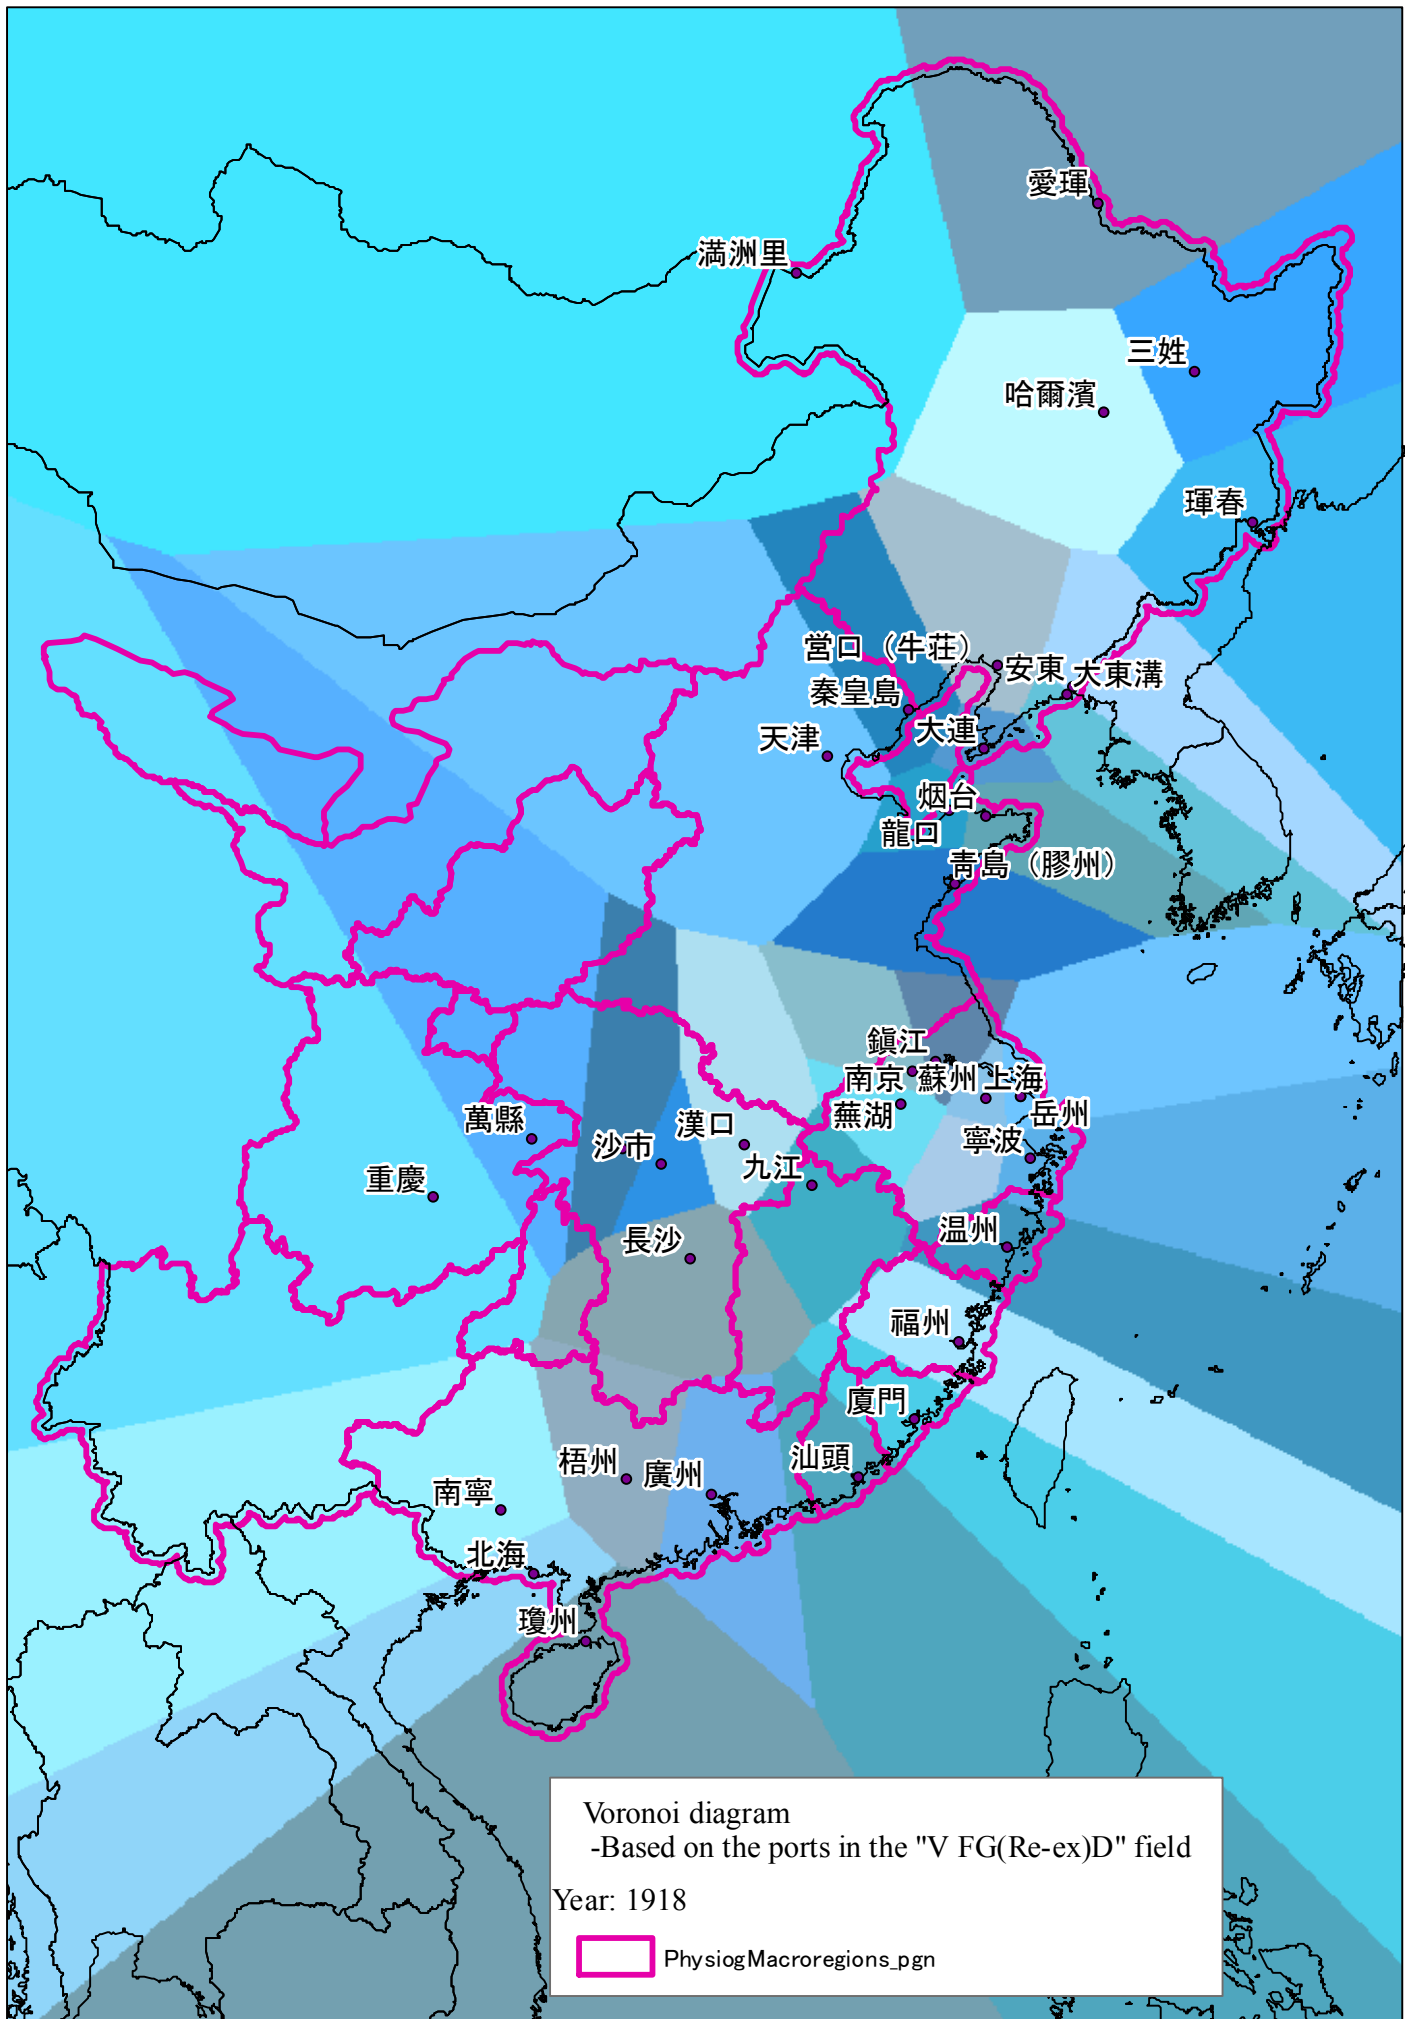 愛琿
満洲里
三姓
哈爾濱
琿春
営口（牛荘）
安東
大東溝
秦皇島
大連
天津
烟台
龍口
青島（膠州）
鎮江
南京
蘇州
上海
蕪湖
岳州
萬縣
漢口
沙市
寧波
九江
重慶
温州
長沙
福州
廈門
汕頭
梧州
廣州
南寧
北海
瓊州
Voronoi diagram
-Based on the ports in the "V FG(Re-ex)D" field
Year: 1918
PhysiogMacroregions_pgn